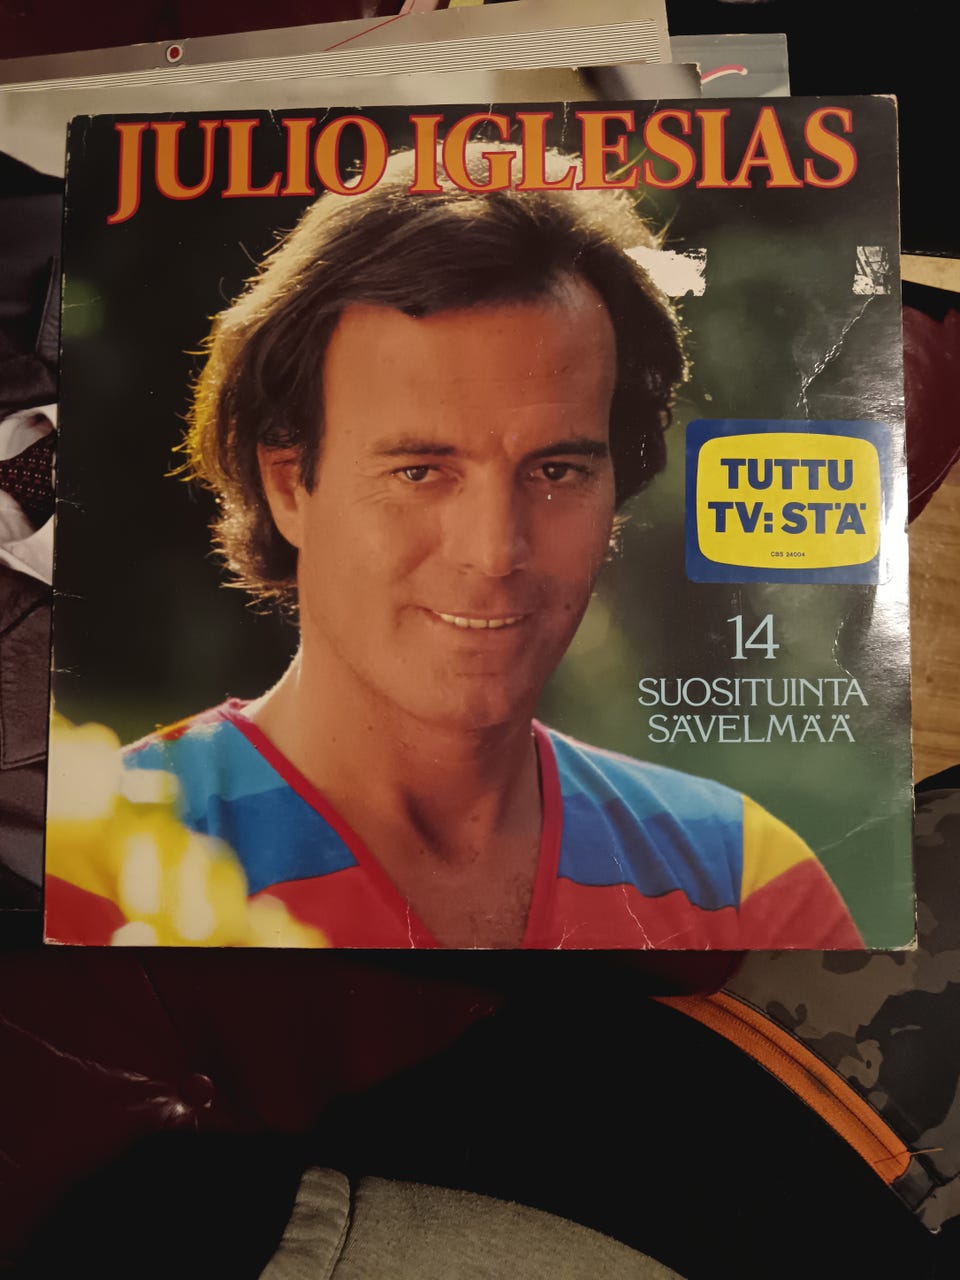 JULIO IGLESIAS
TUTTU
TV:STÄ
CBS 24004
14
SUOSITUINTA
SÄVELMÄÄ